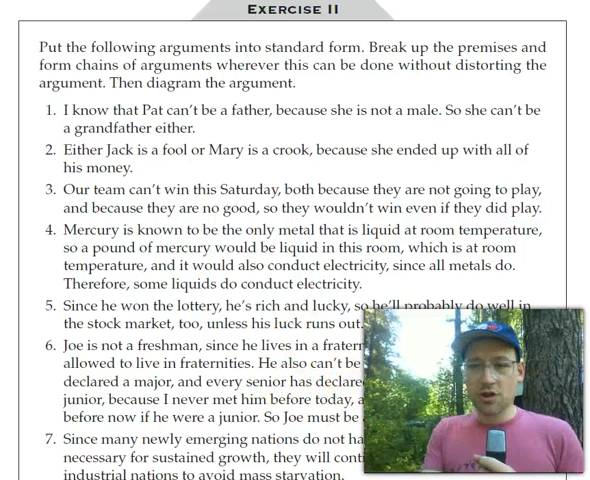 EXERCISE II
Put the following arguments into standard form. Break up the premises and
form chains of arguments wherever this can be done without distorting the
argument. Then diagram the argument.
1. I know that Pat can't be a father, because she is not a male. So she can't be
a grandfather either.
2. Either Jack is a fool or Mary is a crook, because she ended up with all of
his money.
3. Our team can't win this Saturday, both because they are not going to play,
and because they are no good, so they wouldn't win even if they did play.
4. Mercury is known to be the only metal that is liquid at room temperature,
so a pound of mercury would be liquid in this room, which is at room
temperature, and it would also conduct electricity, since all metals do.
Therefore, some liquids do conduct electricity.
5. Since he won the lottery, he's rich and lucky, so he'll probably do well in
the stock market, too, unless his luck runs out.
6. Joe is not a freshman, since he lives in a
allowed to live in fraternities. He also can't be
declared a major, and every senior has
junior, because I never met him before today,
before now if he were a junior. So Joe must be
7. Since many newly emerging nations do not
necessary for sustained growth, they will
industrial nations to avoid mass starvation.